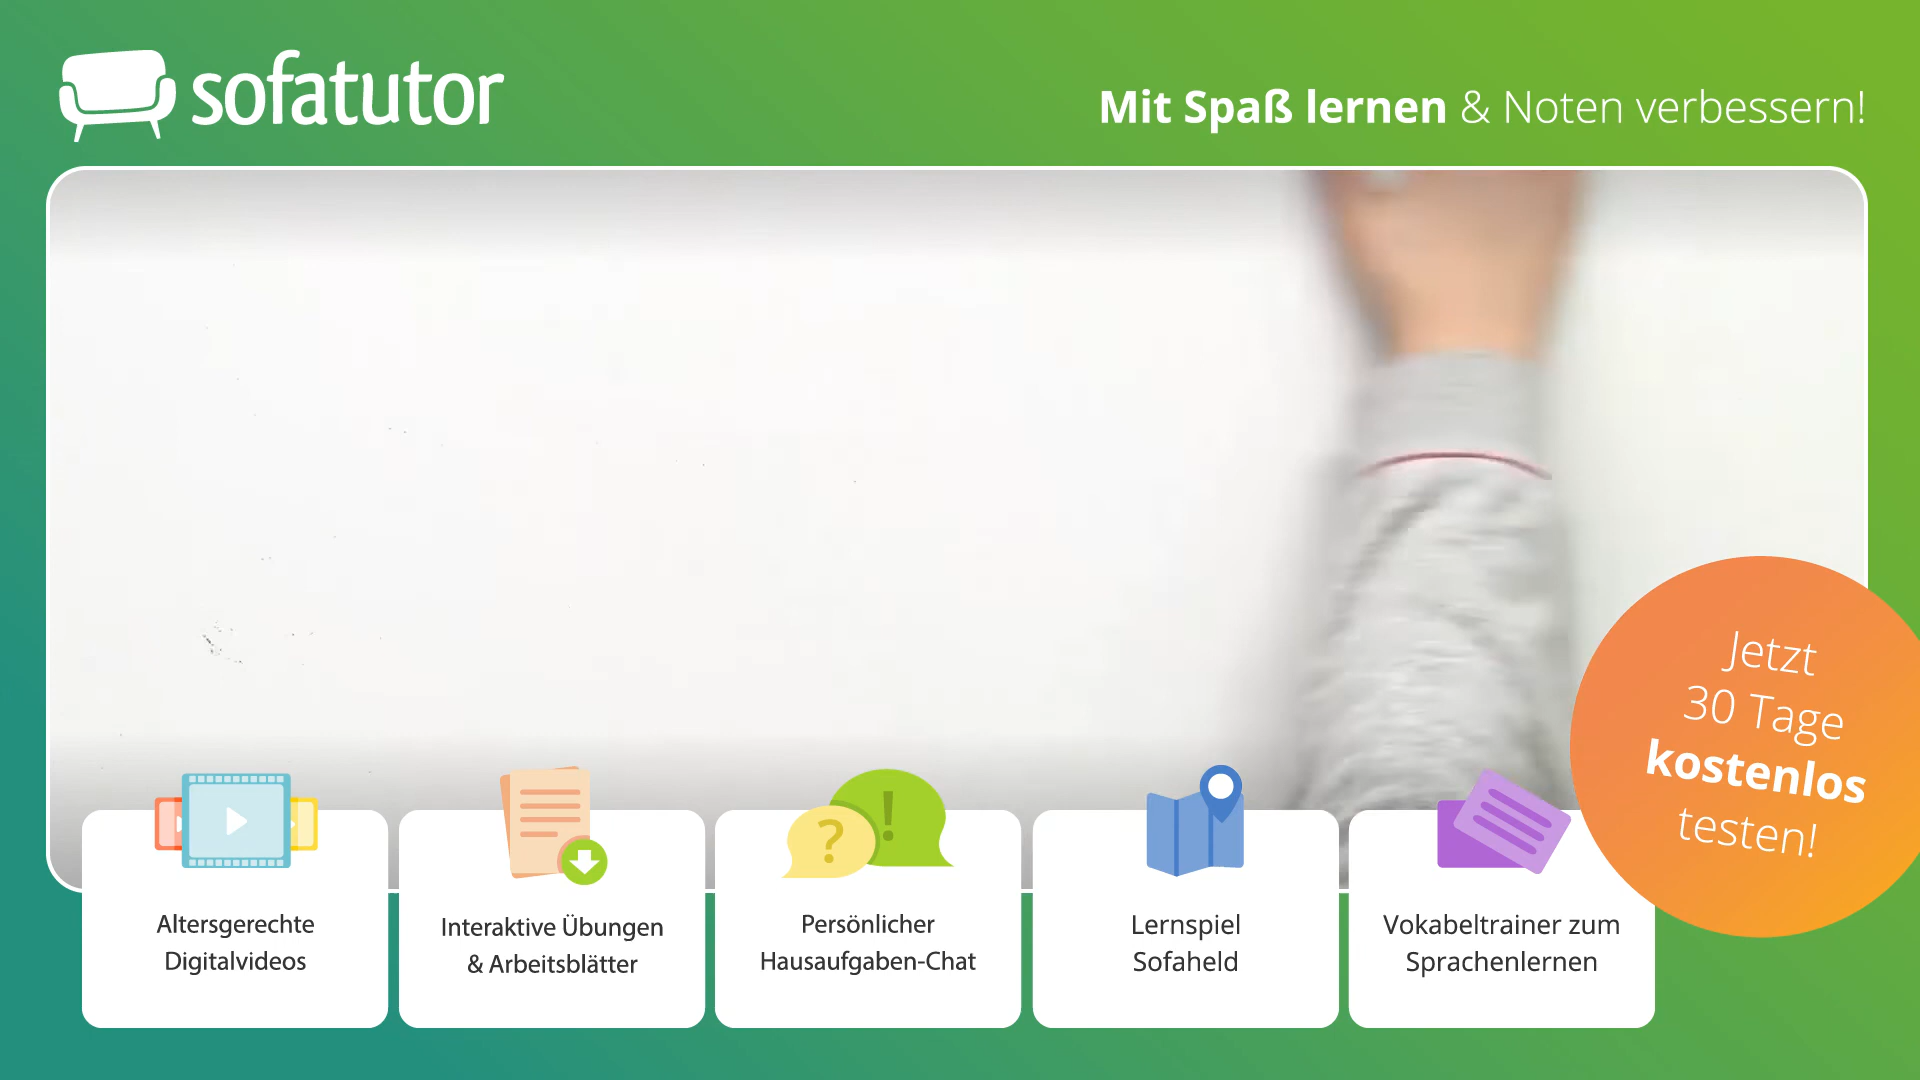 sofatutor
Mit Spaß lernen & Noten verbessern!
Jetzt
30 Tage
kostenlos
testen!
?
!
Altersgerechte
Digitalvideos
Interaktive Übungen
& Arbeitsblätter
Persönlicher
Hausaufgaben-Chat
Lernspiel
Sofaheld
Vokabeltrainer zum
Sprachenlernen